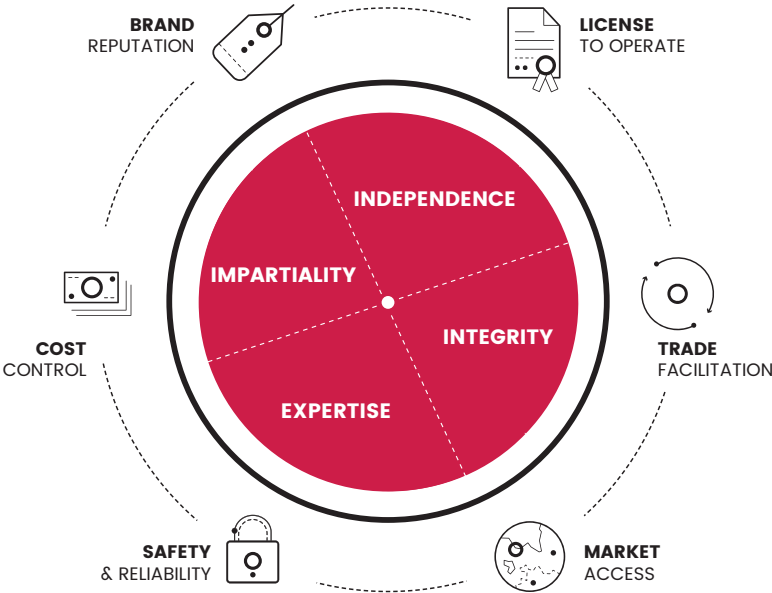 BRAND
REPUTATION
LICENSE
TO OPERATE
INDEPENDENCE
IMPARTIALITY
INTEGRITY
EXPERTISE
COST
CONTROL
TRADE
FACILITATION
SAFETY
& RELIABILITY
MARKET
ACCESS